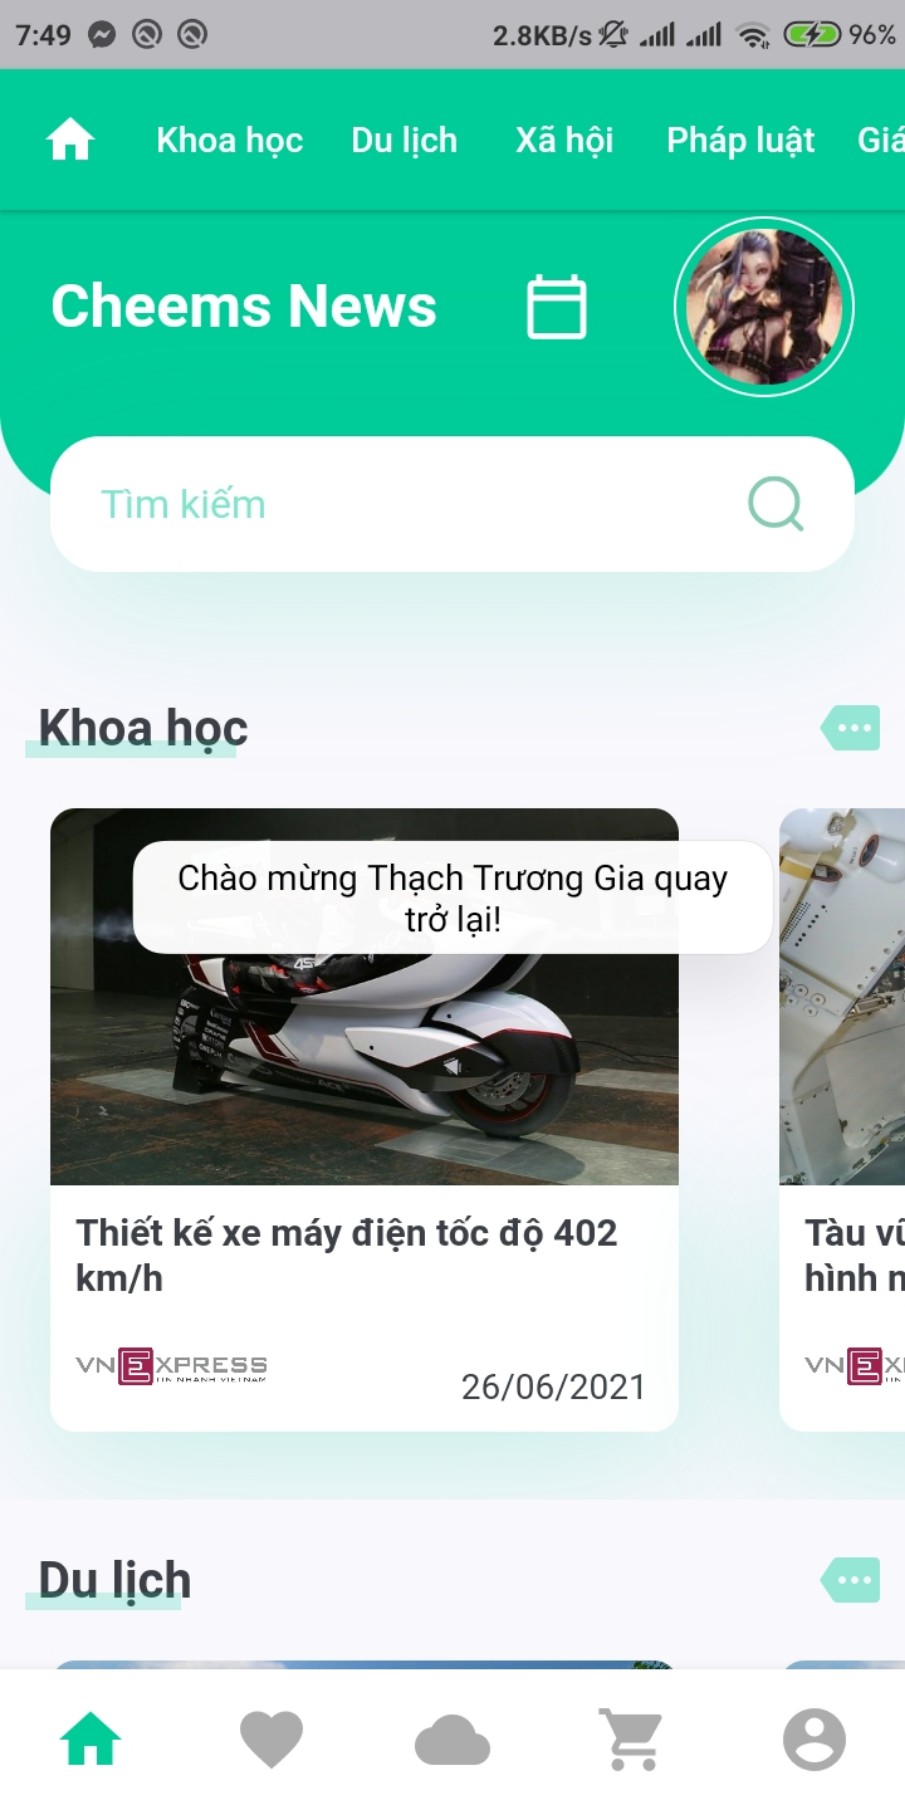 7:49 2.8KB/s 96%
Khoa học Du lịch Xã hội Pháp luật Giá
Cheems News
Tìm kiếm
Khoa học
Chào mừng Thạch Trương Gia quay
trở lại!
Thiết kế xe máy điện tốc độ 402
km/h
Tàu vũ
hình n
VNEXPRESS
TIN NHANH VIETNAM
26/06/2021
VNEX
Du lịch